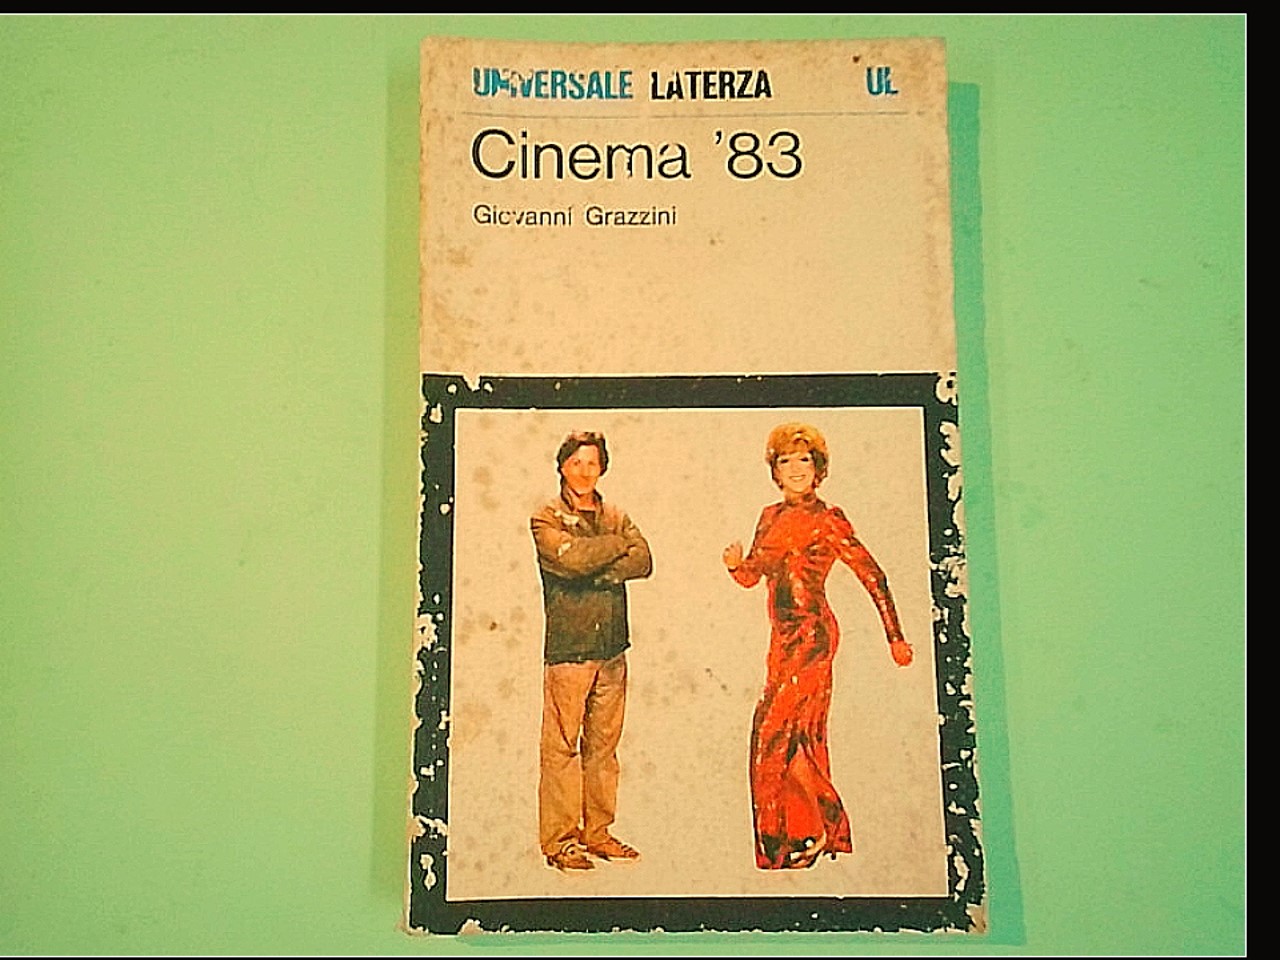 UNIVERSALE LATERZA UL
Cinema '83
Giovanni Grazzini